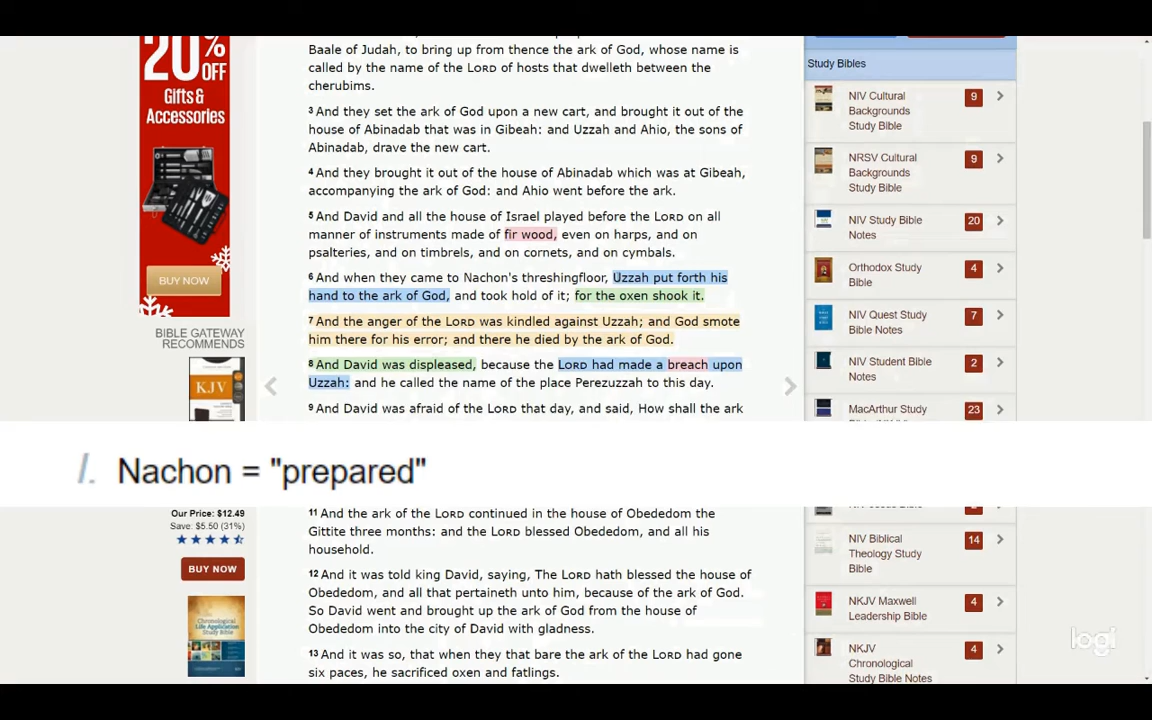 20%
OFF
Gifts &
Accessories
BUY NOW
BIBLE GATEWAY
RECOMMENDS
KJV
Our Price: $12.49
Save: $5.50 (31%)
BUY NOW
Chronological
Life Application
Study Bible
Baale of Judah, to bring up from thence the ark of God, whose name is
called by the name of the LORD of hosts that dwelleth between the
cherubims.
3 And they set the ark of God upon a new cart, and brought it out of the
house of Abinadab that was in Gibeah: and Uzzah and Ahio, the sons of
Abinadab, drave the new cart.
4 And they brought it out of the house of Abinadab which was at Gibeah,
accompanying the ark of God: and Ahio went before the ark.
5 And David and all the house of Israel played before the LORD on all
manner of instruments made of fir wood, even on harps, and on
psalteries, and on timbrels, and on cornets, and on cymbals.
6 And when they came to Nachon's threshingfloor, Uzzah put forth his
hand to the ark of God, and took hold of it; for the oxen shook it.
7 And the anger of the LORD was kindled against Uzzah; and God smote
him there for his error; and there he died by the ark of God.
8 And David was displeased, because the LORD had made a breach upon
Uzzah: and he called the name of the place Perezuzzah to this day.
9 And David was afraid of the LORD that day, and said, How shall the ark
I. Nachon = "prepared"
11 And the ark of the LORD continued in the house of Obededom the
Gittite three months: and the LORD blessed Obededom, and all his
household.
12 And it was told king David, saying, The LORD hath blessed the house of
Obededom, and all that pertaineth unto him, because of the ark of God.
So David went and brought up the ark of God from the house of
Obededom into the city of David with gladness.
13 And it was so, that when they that bare the ark of the LORD had gone
six paces, he sacrificed oxen and fatlings.
Study Bibles
NIV Cultural 9
Backgrounds
Study Bible
NRSV Cultural 9
Backgrounds
Study Bible
NIV Study Bible 20
Notes
Orthodox Study 4
Bible
NIV Quest Study 7
Bible Notes
NIV Student Bible 2
Notes
MacArthur Study 23
NIV Biblical 14
Theology Study
Bible
NKJV Maxwell 4
Leadership Bible
NKJV 4
Chronological
Study Bible Notes
logi